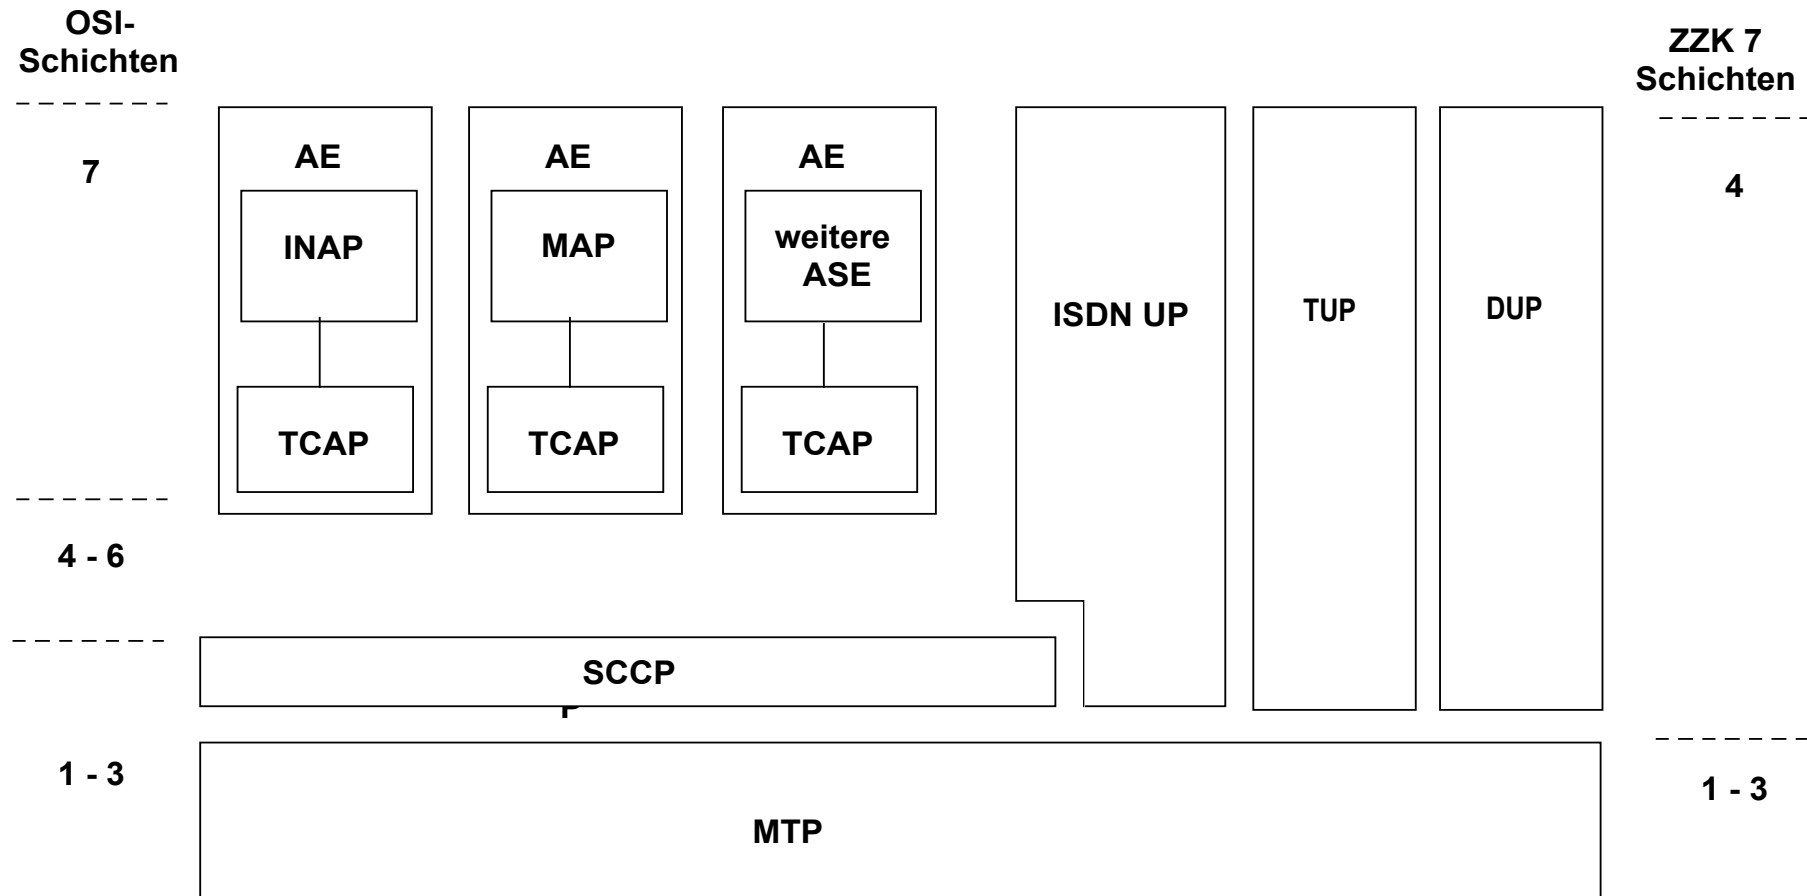 OSI-
Schichten
ZZK 7
Schichten
7
AE
AE
AE
4
INAP
MAP
weitere
ASE
ISDN UP
TUP
DUP
TCAP
TCAP
TCAP
4 - 6
SCCP
P
1 - 3
1 - 3
MTP